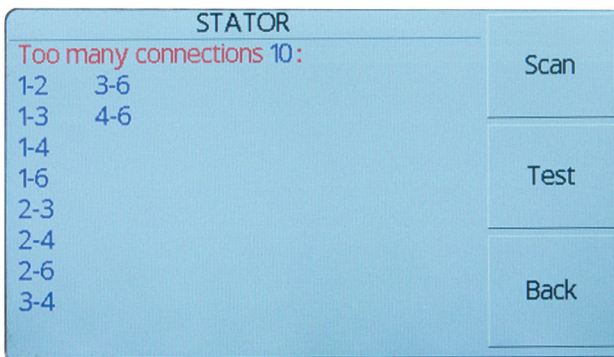 STATOR
Too many connections 10:
1-2 3-6
1-3 4-6
1-4
1-6
2-3
2-4
2-6
3-4
Scan
Test
Back